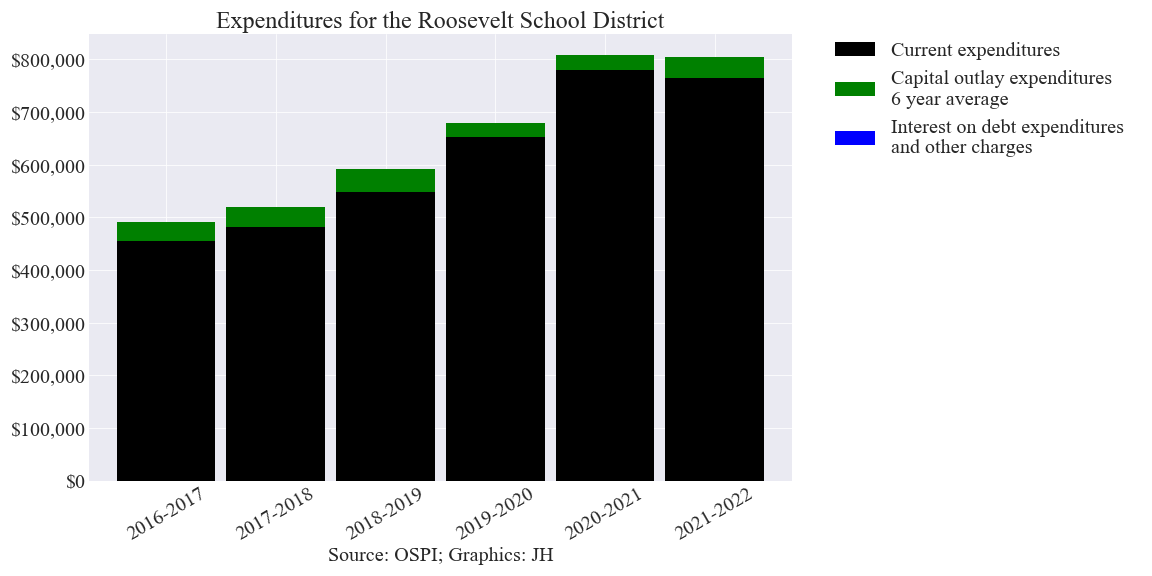 Expenditures for the Roosevelt School District
$800,000
$700,000
$600,000
$500,000
$400,000
$300,000
$200,000
$100,000
$0
2016-2017
2017-2018
2018-2019
2019-2020
2020-2021
2021-2022
Source: OSPI; Graphics: JH
Current expenditures
Capital outlay expenditures
6 year average
Interest on debt expenditures
and other charges